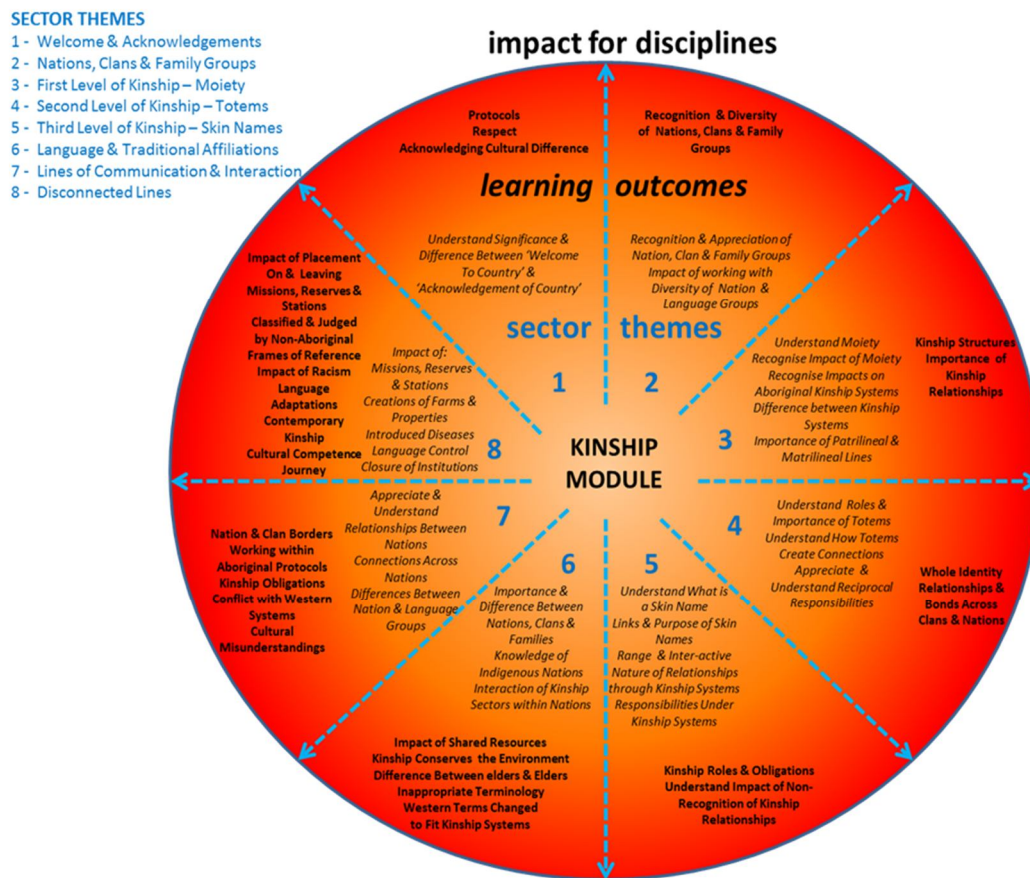 SECTOR THEMES
1 - Welcome & Acknowledgements
2 - Nations, Clans & Family Groups
3 - First Level of Kinship – Moiety
4 - Second Level of Kinship – Totems
5 - Third Level of Kinship – Skin Names
6 - Language & Traditional Affiliations
7 - Lines of Communication & Interaction
8 - Disconnected Lines
impact for disciplines
Protocols
Respect
Acknowledging Cultural Difference
Recognition & Diversity
of Nations, Clans & Family
Groups
learning outcomes
Understand Significance &
Difference Between ‘Welcome
To Country’ &
‘Acknowledgement of Country’
Recognition & Appreciation of
Nation, Clan & Family Groups
Impact of working with
Diversity of Nation &
Language Groups
sector themes
1
2
3
4
5
6
7
8
KINSHIP
MODULE
Understand Moiety
Recognise Impact of Moiety
Recognise Impacts on
Aboriginal Kinship Systems
Difference between Kinship
Systems
Importance of Patrilineal &
Matrilineal Lines
Kinship Structures
Importance of
Kinship
Relationships
Understand Roles &
Importance of Totems
Understand How Totems
Create Connections
Appreciate &
Understand Reciprocal
Responsibilities
Whole Identity
Relationships &
Bonds Across
Clans & Nations
Understand What is
a Skin Name
Links & Purpose of Skin
Names
Range & Inter-active
Nature of Relationships
through Kinship Systems
Responsibilities Under
Kinship Systems
Kinship Roles & Obligations
Understand Impact of Non-
Recognition of Kinship
Relationships
Importance &
Difference Between
Nations, Clans &
Families
Knowledge of
Indigenous Nations
Interaction of Kinship
Sectors within Nations
Impact of Shared Resources
Kinship Conserves the Environment
Difference Between elders & Elders
Inappropriate Terminology
Western Terms Changed
to Fit Kinship Systems
Appreciate &
Understand
Relationships Between
Nations
Connections Across
Nations
Differences Between
Nation & Language
Groups
Nation & Clan Borders
Working within
Aboriginal Protocols
Kinship Obligations
Conflict with Western
Systems
Cultural
Misunderstandings
Impact of:
Missions, Reserves
& Stations
Creations of Farms &
Properties
Introduced Diseases
Language Control
Closure of Institutions
Impact of Placement
On & Leaving
Missions, Reserves &
Stations
Classified & Judged
by Non-Aboriginal
Frames of Reference
Impact of Racism
Language
Adaptations
Contemporary
Kinship
Cultural Competence
Journey